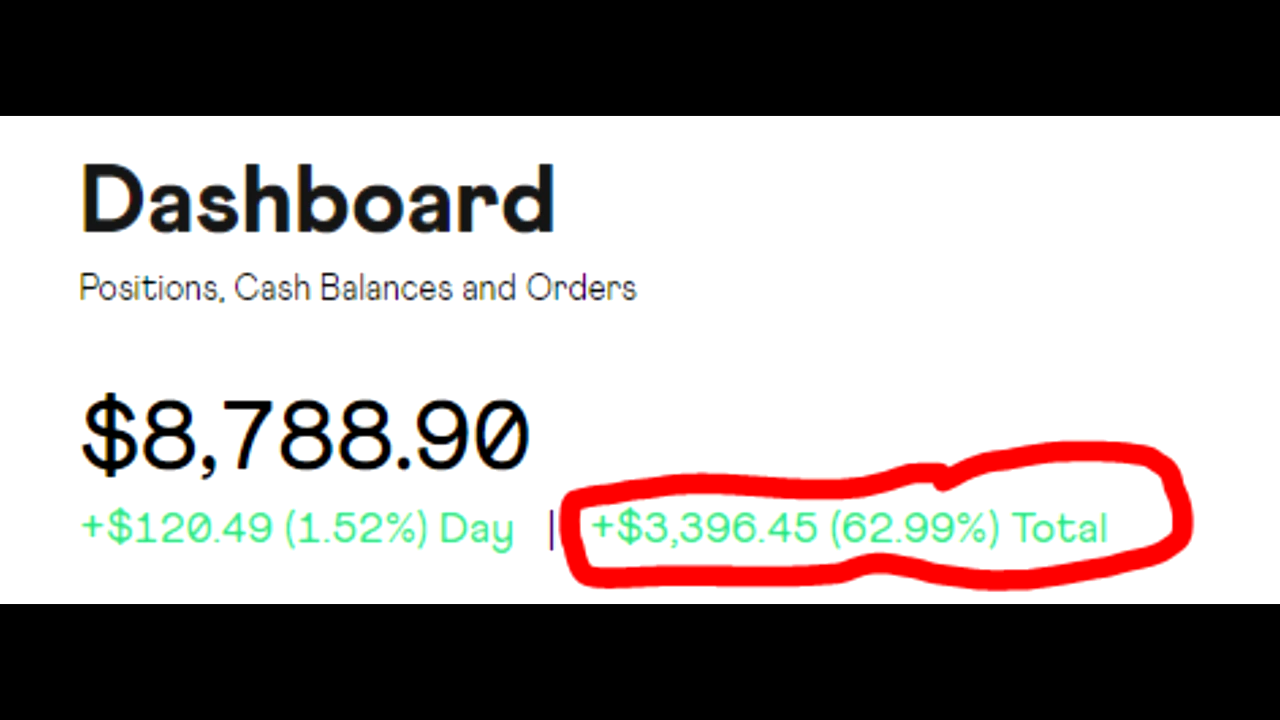 Dashboard
Positions, Cash Balances and Orders
$8,788.90
+$120.49 (1.52%) Day | +$3,396.45 (62.99%) Total